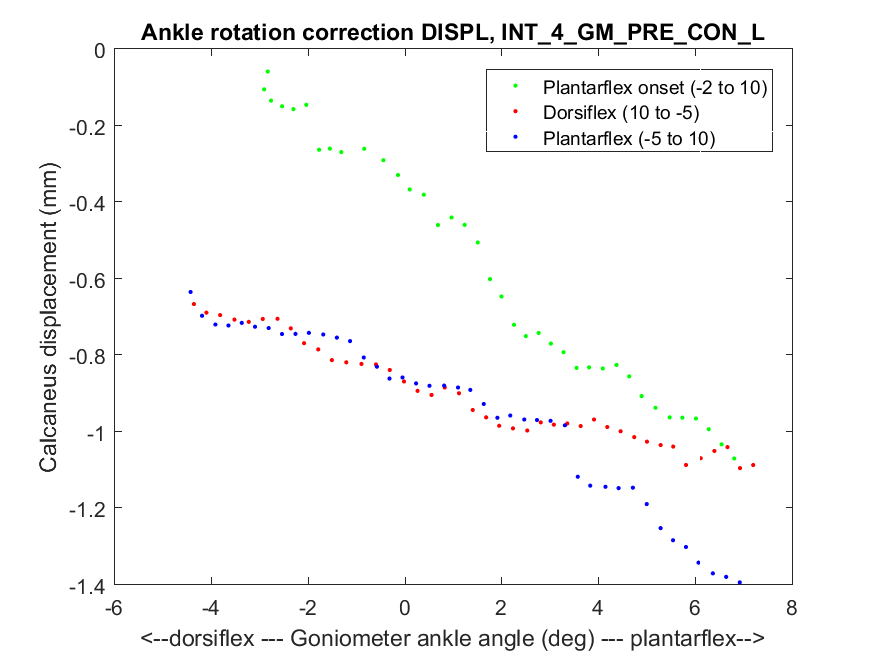 Ankle rotation correction DISPL, INT_4_GM_PRE_CON_L
Plantarflex onset (-2 to 10)
Dorsiflex (10 to -5)
Plantarflex (-5 to 10)
Calcaneus displacement (mm)
0
-0.2
-0.4
-0.6
-0.8
-1
-1.2
-1.4
-6 -4 -2 0 2 4 6 8
<--dorsiflex --- Goniometer ankle angle (deg) --- plantarflex-->